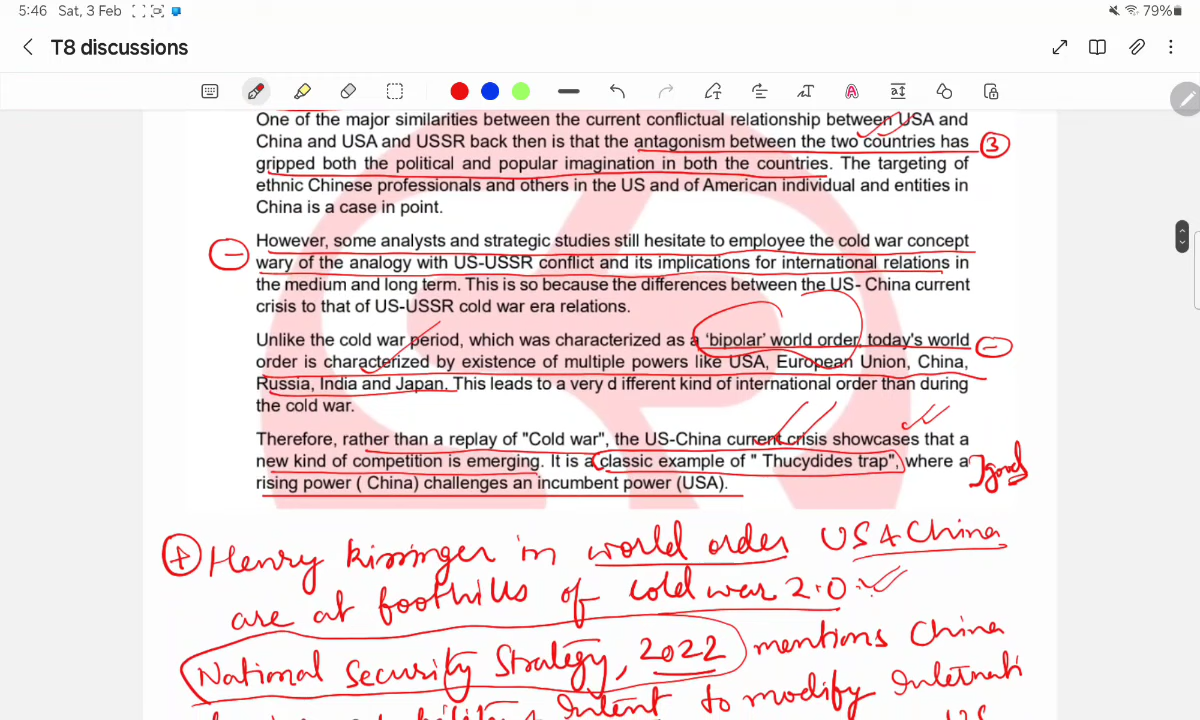 5:46 Sat, 3 Feb 79%
T8 discussions
One of the major similarities between the current conflictual relationship between USA and
China and USA and USSR back then is that the antagonism between the two countries has 3
gripped both the political and popular imagination in both the countries. The targeting of
ethnic Chinese professionals and others in the US and of American individual and entities in
China is a case in point.
However, some analysts and strategic studies still hesitate to employee the cold war concept
wary of the analogy with US-USSR conflict and its implications for international relations in
the medium and long term. This is so because the differences between the US- China current
crisis to that of US-USSR cold war era relations.
Unlike the cold war period, which was characterized as a 'bipolar' world order, today's world
order is characterized by existence of multiple powers like USA, European Union, China,
Russia, India and Japan. This leads to a very d ifferent kind of international order than during
the cold war.
Therefore, rather than a replay of "Cold war", the US-China current crisis showcases that a
new kind of competition is emerging. It is a classic example of " Thucydides trap", where a
rising power ( China) challenges an incumbent power (USA). good
+ Henry kissinger in world order USA China
are at foothills of cold war 2.0
National Security Strategy, 2022 mentions China
Intent to modify Internati
US